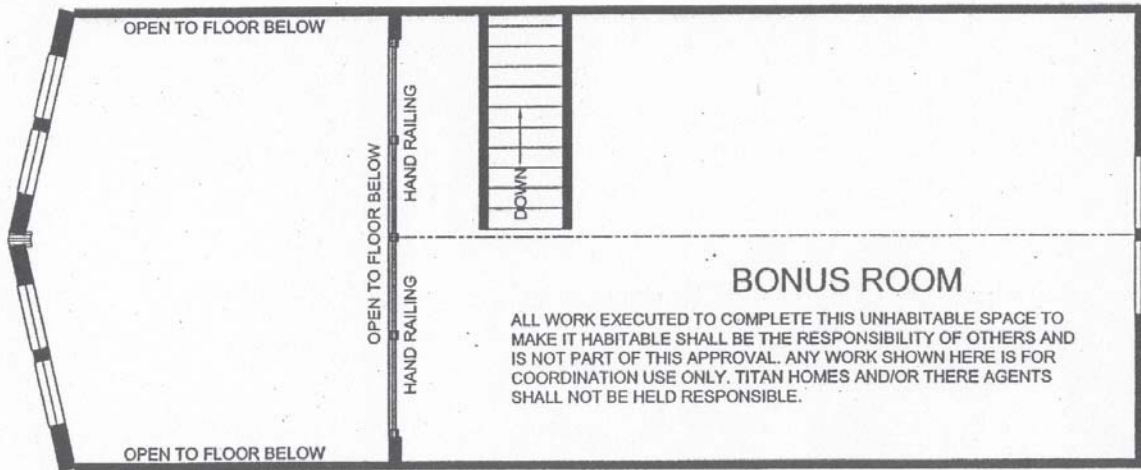 OPEN TO FLOOR BELOW
OPEN TO FLOOR BELOW
HAND RAILING
HAND RAILING
DOWN
BONUS ROOM
ALL WORK EXECUTED TO COMPLETE THIS UNHABITABLE SPACE TO
MAKE IT HABITABLE SHALL BE THE RESPONSIBILITY OF OTHERS AND
IS NOT PART OF THIS APPROVAL. ANY WORK SHOWN HERE IS FOR
COORDINATION USE ONLY. TITAN HOMES AND/OR THERE AGENTS
SHALL NOT BE HELD RESPONSIBLE.
OPEN TO FLOOR BELOW